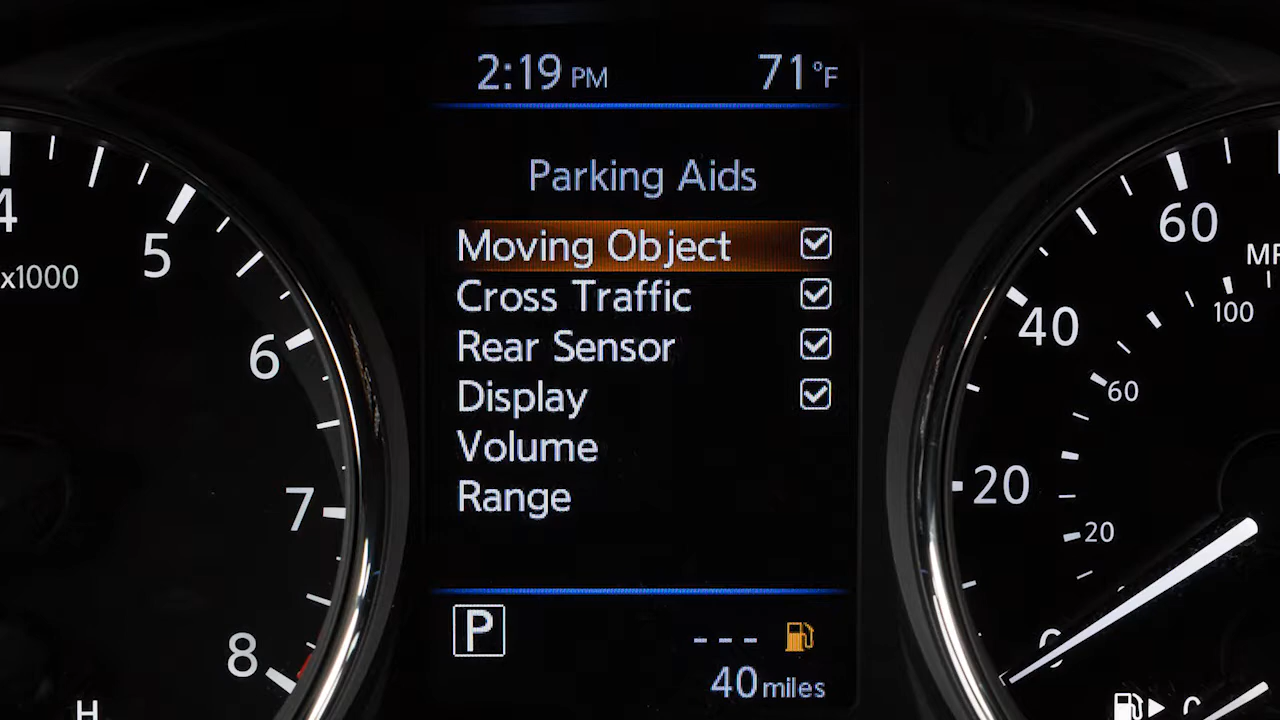 2:19 PM 71°F
Parking Aids
Moving Object
Cross Traffic
Rear Sensor
Display
Volume
Range
P
---
40 miles
4
5
x1000
6
7
8
H
60
40
20
100
60
20